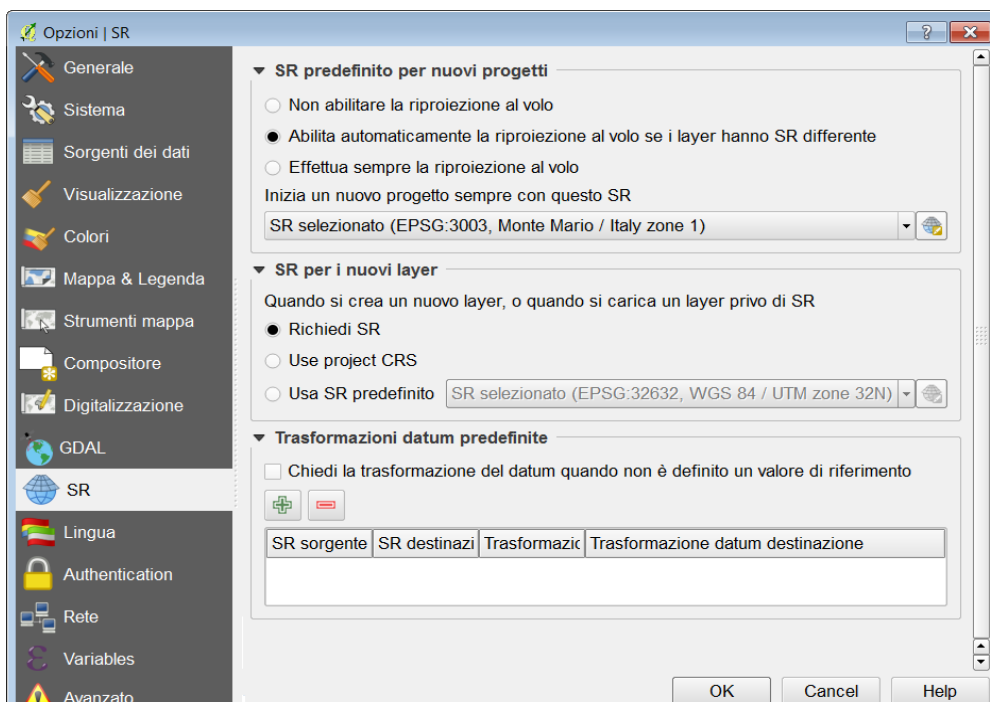 Opzioni | SR
Generale
Sistema
Sorgenti dei dati
Visualizzazione
Colori
Mappa & Legenda
Strumenti mappa
Compositore
Digitalizzazione
GDAL
SR
Lingua
Authentication
Rete
Variables
Avanzato
SR predefinito per nuovi progetti
Non abilitare la riproiezione al volo
Abilita automaticamente la riproiezione al volo se i layer hanno SR differente
Effettua sempre la riproiezione al volo
Inizia un nuovo progetto sempre con questo SR
SR selezionato (EPSG:3003, Monte Mario / Italy zone 1)
SR per i nuovi layer
Quando si crea un nuovo layer, o quando si carica un layer privo di SR
Richiedi SR
Use project CRS
Usa SR predefinito SR selezionato (EPSG:32632, WGS 84 / UTM zone 32N)
Trasformazioni datum predefinite
Chiedi la trasformazione del datum quando non è definito un valore di riferimento
SR sorgente SR destinazi Trasformazic Trasformazione datum destinazione
OK Cancel Help